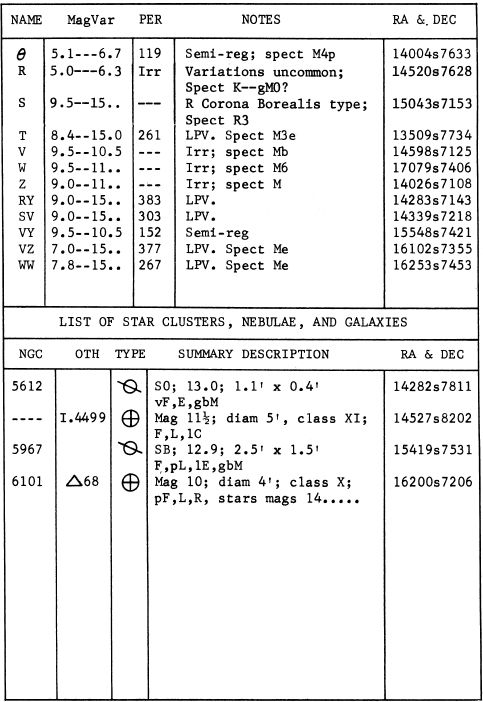 NAME MagVar PER NOTES RA & DEC
θ 5.1---6.7 119 Semi-reg; spect M4p 14004s7633
R 5.0---6.3 Irr Variations uncommon; 14520s7628
Spect K--gM0?
S 9.5--15.. --- R Corona Borealis type; 15043s7153
Spect R3
T 8.4--15.0 261 LPV. Spect M3e 13509s7734
V 9.5--10.5 --- Irr; spect Mb 14598s7125
W 9.5--11.. --- Irr; spect M6 17079s7406
Z 9.0--11.. --- Irr; spect M 14026s7108
RY 9.0--15.. 383 LPV. 14283s7143
SV 9.0--15.. 303 LPV. 14339s7218
VY 9.5--10.5 152 Semi-reg 15548s7421
VZ 7.0--15.. 377 LPV. Spect Me 16102s7355
WW 7.8--15.. 267 LPV. Spect Me 16253s7453
LIST OF STAR CLUSTERS, NEBULAE, AND GALAXIES
NGC OTH TYPE SUMMARY DESCRIPTION RA & DEC
5612 S0; 13.0; 1.1' x 0.4' 14282s7811
vF,E,gbM
---- I.4499 Mag 11½; diam 5', class XI; 14527s8202
F,L,lC
5967 SB; 12.9; 2.5' x 1.5' 15419s7531
F,pL,lE,gbM
6101 △68 Mag 10; diam 4'; class X; 16200s7206
pF,L,R, stars mags 14.....